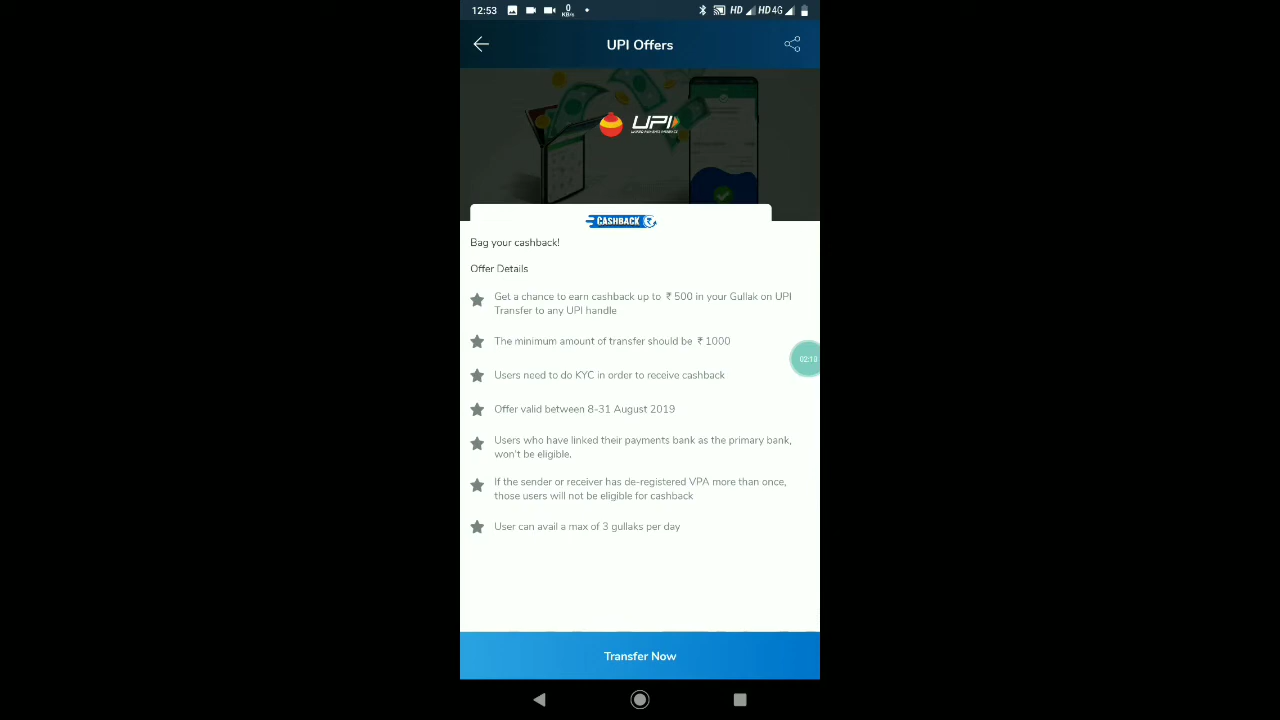 12:53 0 KB/s HD HD 4G
UPI Offers
UPI
CASHBACK
Bag your cashback!
Offer Details
Get a chance to earn cashback up to ₹ 500 in your Gullak on UPI
Transfer to any UPI handle
The minimum amount of transfer should be ₹ 1000
02:13
Users need to do KYC in order to receive cashback
Offer valid between 8-31 August 2019
Users who have linked their payments bank as the primary bank,
won't be eligible.
If the sender or receiver has de-registered VPA more than once,
those users will not be eligible for cashback
User can avail a max of 3 gullaks per day
Transfer Now